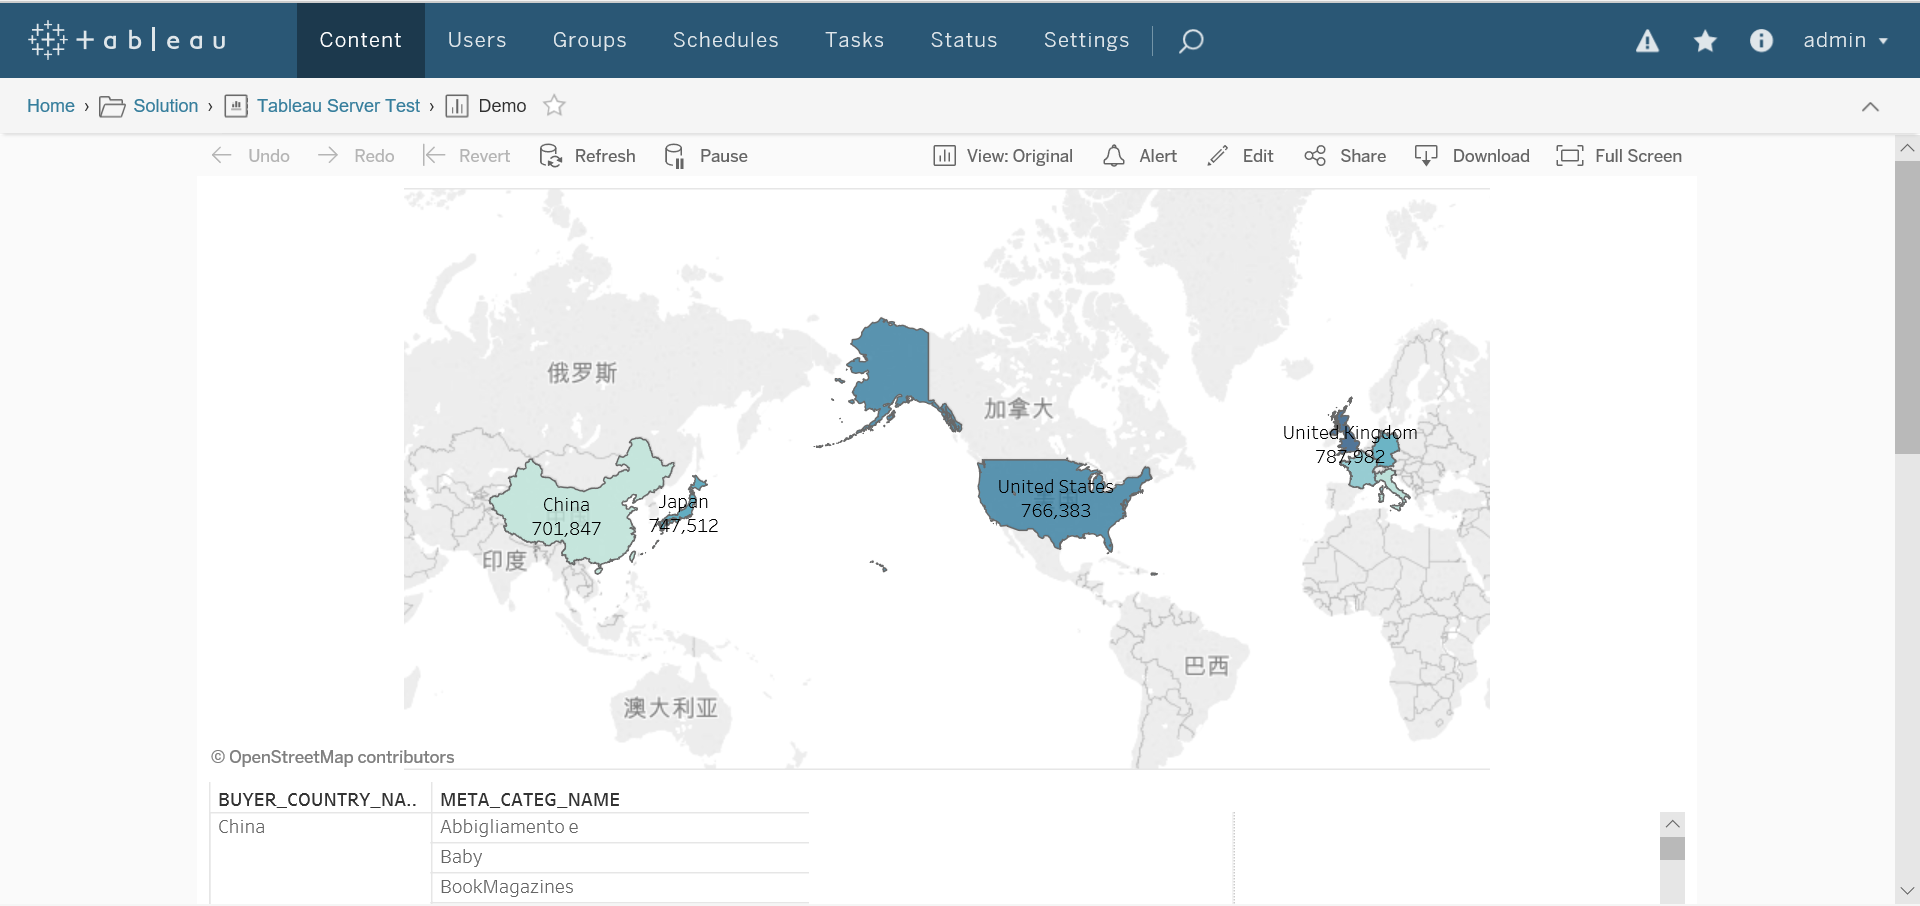 tableau
Content Users Groups Schedules Tasks Status Settings admin
Home › Solution › Tableau Server Test › Demo
Undo Redo Revert Refresh Pause View: Original Alert Edit Share Download Full Screen
俄罗斯
加拿大
United Kingdom
787,982
United States
766,383
China
701,847
Japan
747,512
印度
巴西
澳大利亚
© OpenStreetMap contributors
BUYER_COUNTRY_NA.. META_CATEG_NAME
China Abbigliamento e
Baby
BookMagazines